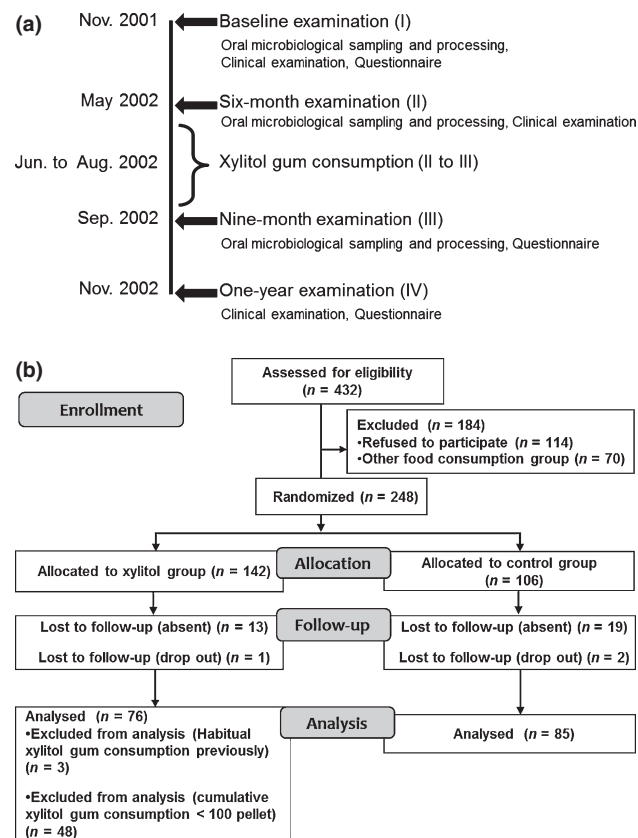 (a)
Nov. 2001
Baseline examination (I)
Oral microbiological sampling and processing,
Clinical examination, Questionnaire
May 2002
Six-month examination (II)
Oral microbiological sampling and processing, Clinical examination
Jun. to Aug. 2002
Xylitol gum consumption (II to III)
Sep. 2002
Nine-month examination (III)
Oral microbiological sampling and processing, Questionnaire
Nov. 2002
One-year examination (IV)
Clinical examination, Questionnaire
(b)
Assessed for eligibility
(n = 432)
Enrollment
Excluded (n = 184)
•Refused to participate (n = 114)
•Other food consumption group (n = 70)
Randomized (n = 248)
Allocated to xylitol group (n = 142)
Allocation
Allocated to control group
(n = 106)
Lost to follow-up (absent) (n = 13)
Lost to follow-up (drop out) (n = 1)
Follow-up
Lost to follow-up (absent) (n = 19)
Lost to follow-up (drop out) (n = 2)
Analysed (n = 76)
•Excluded from analysis (Habitual
xylitol gum consumption previously)
(n = 3)
•Excluded from analysis (cumulative
xylitol gum consumption < 100 pellet)
(n = 48)
Analysis
Analysed (n = 85)